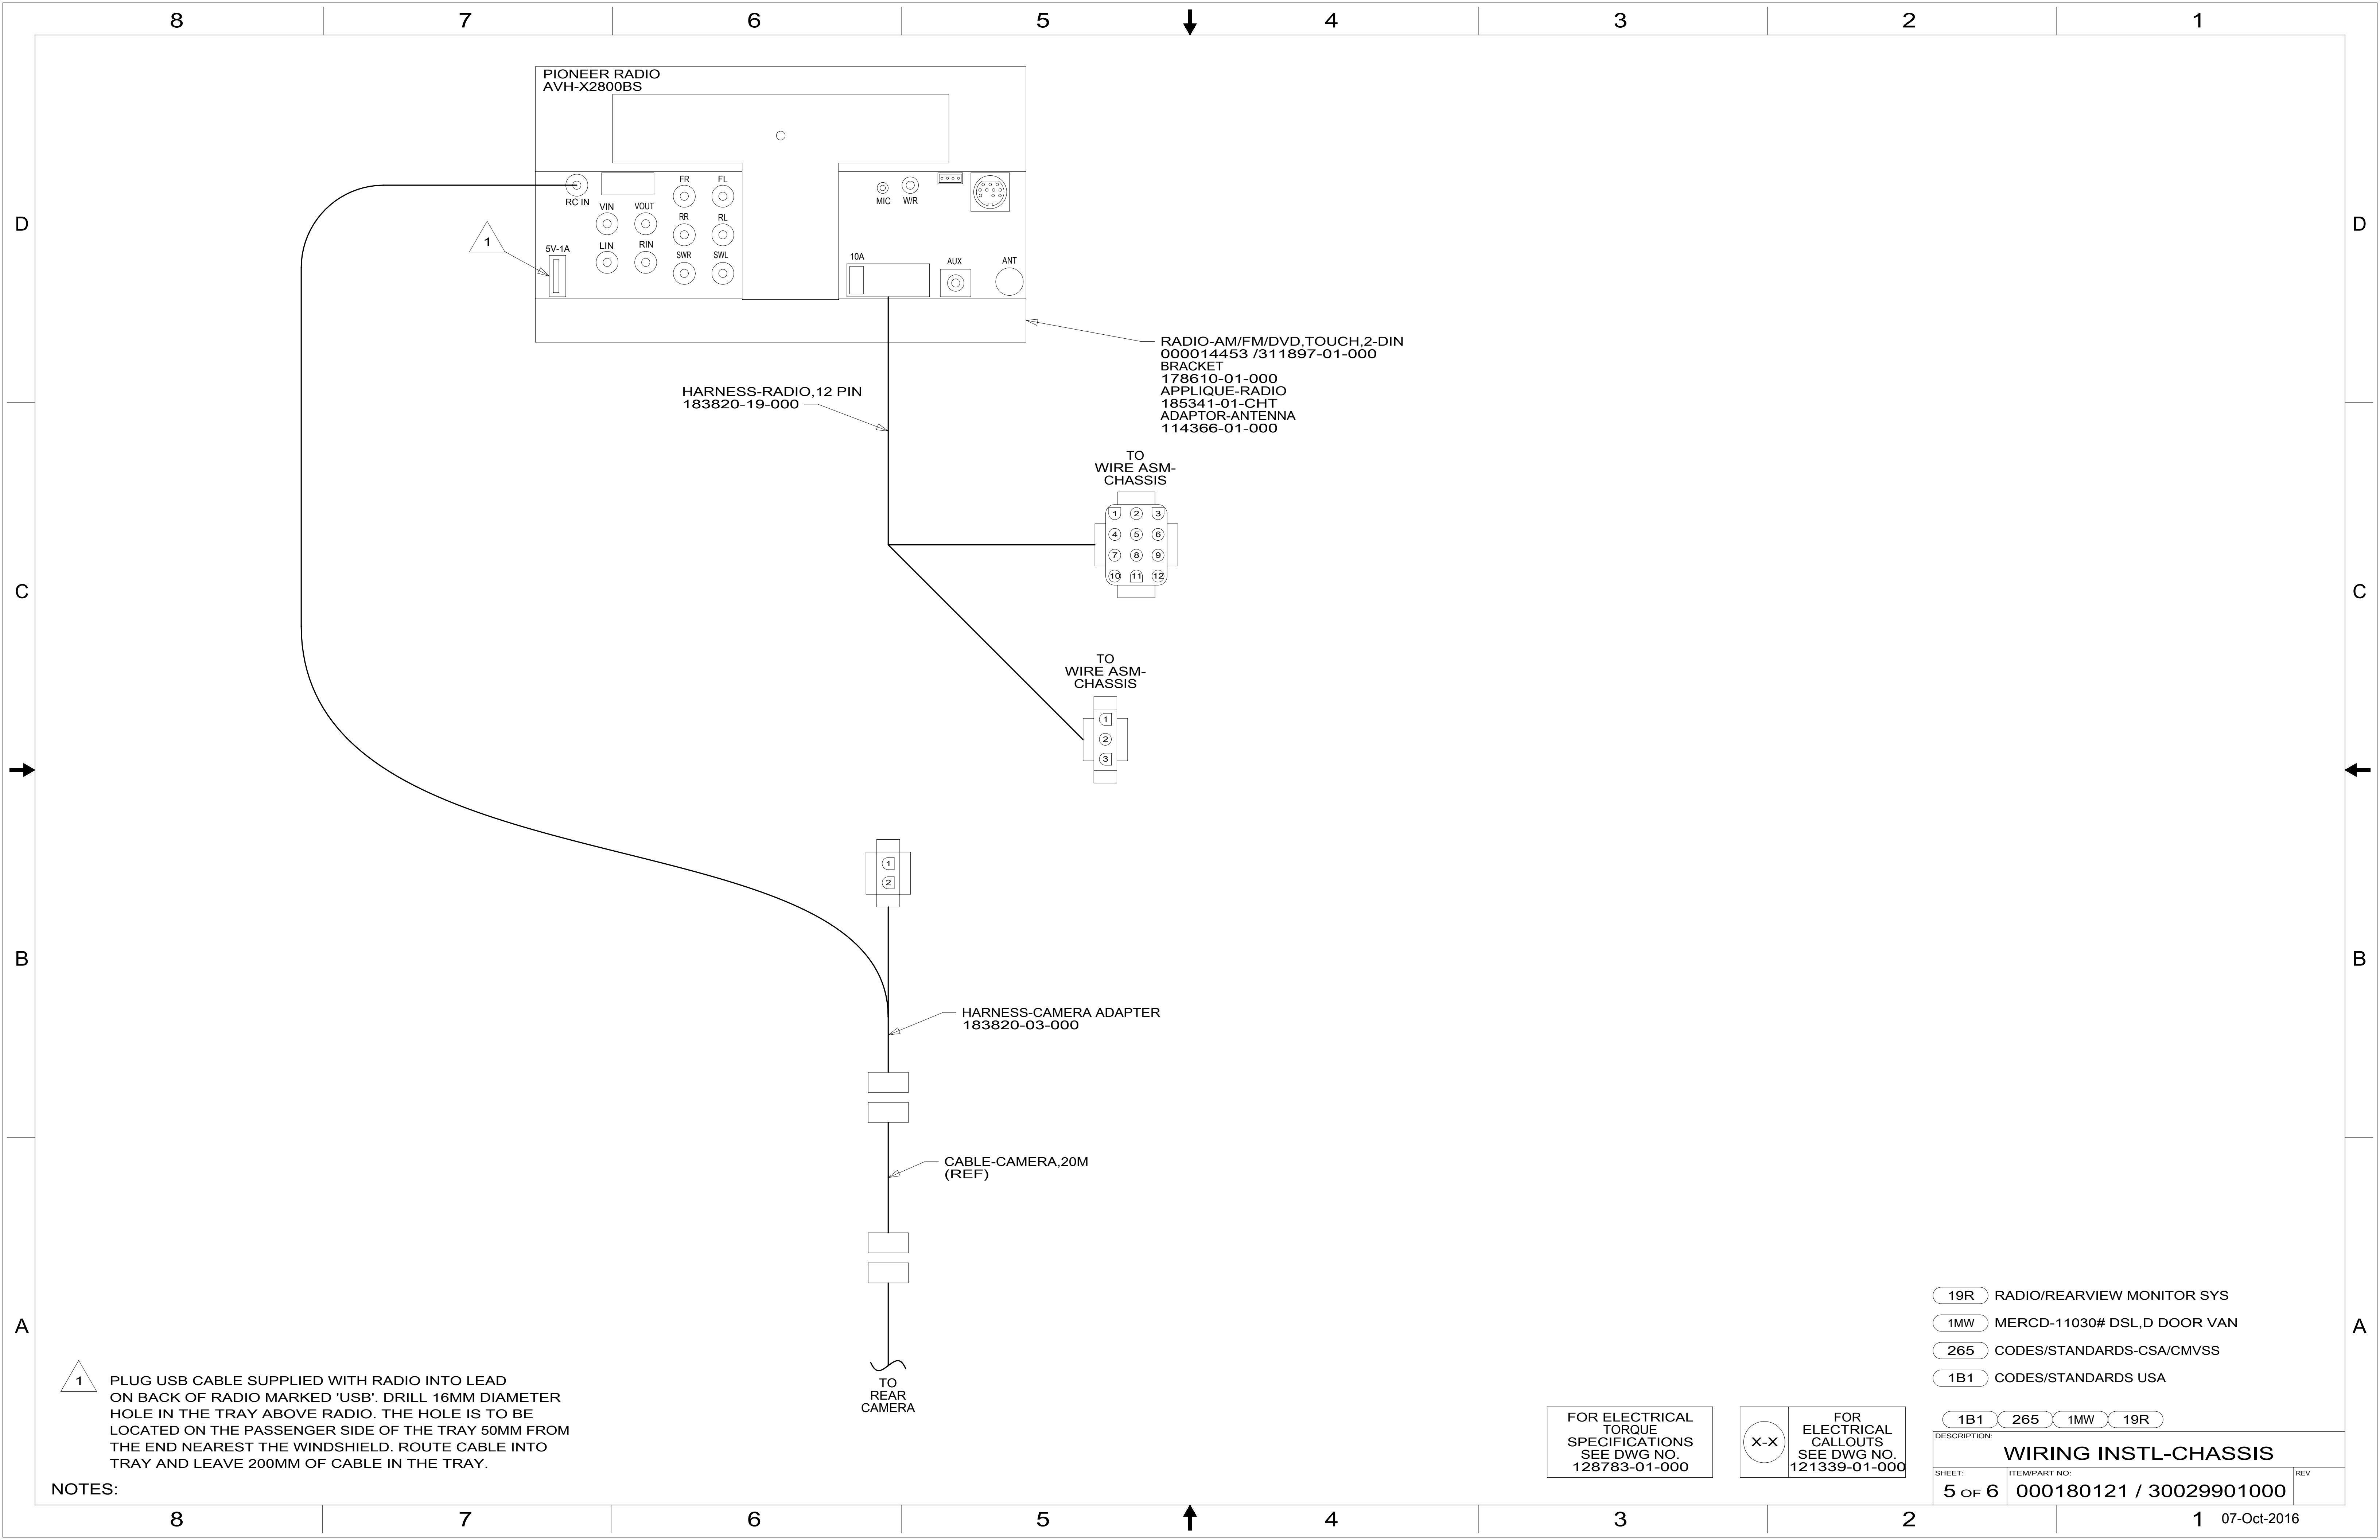 8 7 6 5 4 3 2 1
PIONEER RADIO
AVH-X2800BS
RC IN
VIN
VOUT
FR
FL
RR
RL
LIN
RIN
SWR
SWL
5V-1A
MIC
W/R
10A
AUX
ANT
1
D
D
RADIO-AM/FM/DVD,TOUCH,2-DIN
000014453 /311897-01-000
BRACKET
178610-01-000
APPLIQUE-RADIO
185341-01-CHT
ADAPTOR-ANTENNA
114366-01-000
HARNESS-RADIO,12 PIN
183820-19-000
TO
WIRE ASM-
CHASSIS
1 2 3
4 5 6
7 8 9
10 11 12
C
C
TO
WIRE ASM-
CHASSIS
1
2
3
1
2
B
B
HARNESS-CAMERA ADAPTER
183820-03-000
CABLE-CAMERA,20M
(REF)
TO
REAR
CAMERA
A
A
1
PLUG USB CABLE SUPPLIED WITH RADIO INTO LEAD
ON BACK OF RADIO MARKED 'USB'. DRILL 16MM DIAMETER
HOLE IN THE TRAY ABOVE RADIO. THE HOLE IS TO BE
LOCATED ON THE PASSENGER SIDE OF THE TRAY 50MM FROM
THE END NEAREST THE WINDSHIELD. ROUTE CABLE INTO
TRAY AND LEAVE 200MM OF CABLE IN THE TRAY.
NOTES:
FOR ELECTRICAL
TORQUE
SPECIFICATIONS
SEE DWG NO.
128783-01-000
X-X
FOR
ELECTRICAL
CALLOUTS
SEE DWG NO.
121339-01-000
19R RADIO/REARVIEW MONITOR SYS
1MW MERCD-11030# DSL,D DOOR VAN
265 CODES/STANDARDS-CSA/CMVSS
1B1 CODES/STANDARDS USA
1B1 265 1MW 19R
DESCRIPTION:
WIRING INSTL-CHASSIS
SHEET:
5 OF 6
ITEM/PART NO:
000180121 / 30029901000
REV
8 7 6 5 4 3 2 1
07-Oct-2016